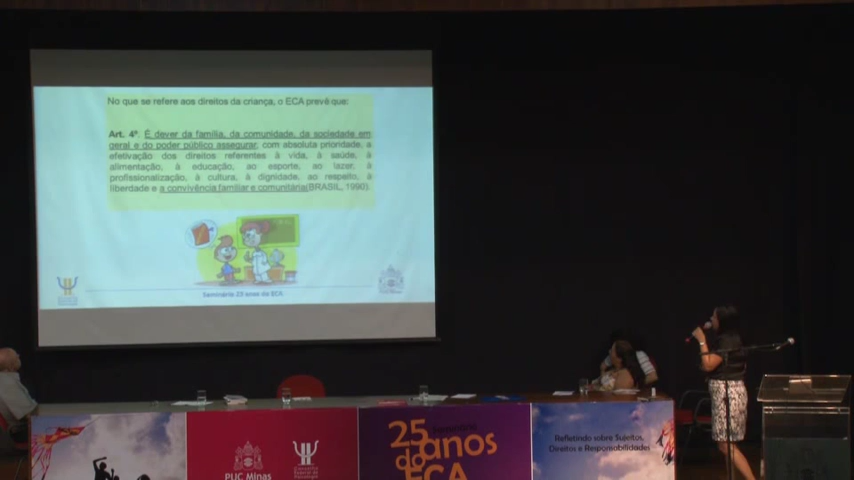 No que se refere aos direitos da criança, o ECA prevê que:
Art. 4º. É dever da família, da comunidade, da sociedade em
geral e do poder público assegurar, com absoluta prioridade, a
efetivação dos direitos referentes à vida, à saúde, à
alimentação, à educação, ao esporte, ao lazer, à
profissionalização, à cultura, à dignidade, ao respeito, à
liberdade e a convivência familiar e comunitária(BRASIL, 1990).
Seminário 25 anos do ECA
PUC Minas
Seminário
25 anos
do ECA
Refletindo sobre Sujeitos,
Direitos e Responsabilidades